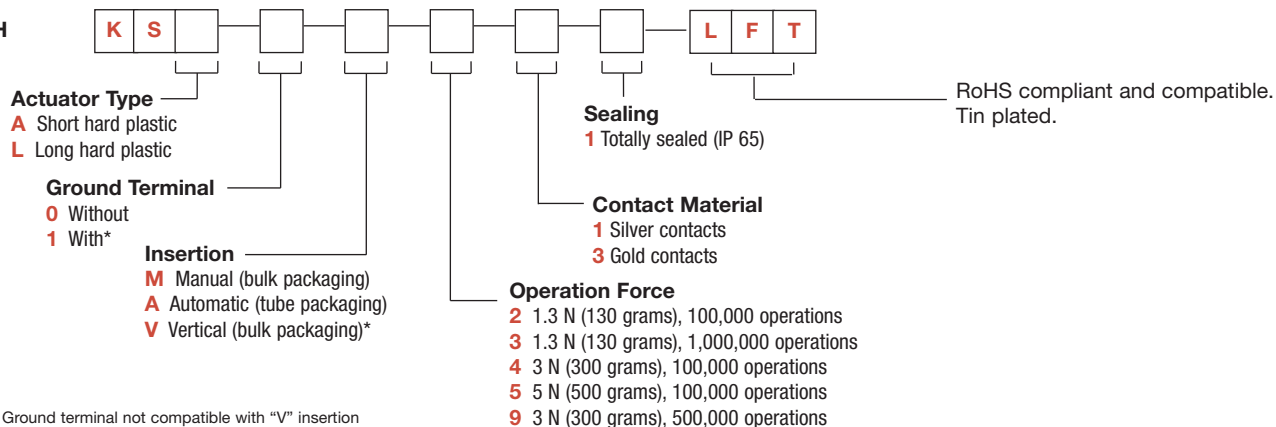 H
K S
L F T
RoHS compliant and compatible.
Tin plated.
Actuator Type
A Short hard plastic
L Long hard plastic
Sealing
1 Totally sealed (IP 65)
Ground Terminal
0 Without
1 With*
Contact Material
1 Silver contacts
3 Gold contacts
Insertion
M Manual (bulk packaging)
A Automatic (tube packaging)
V Vertical (bulk packaging)*
Operation Force
2 1.3 N (130 grams), 100,000 operations
3 1.3 N (130 grams), 1,000,000 operations
4 3 N (300 grams), 100,000 operations
5 5 N (500 grams), 100,000 operations
9 3 N (300 grams), 500,000 operations
Ground terminal not compatible with “V” insertion